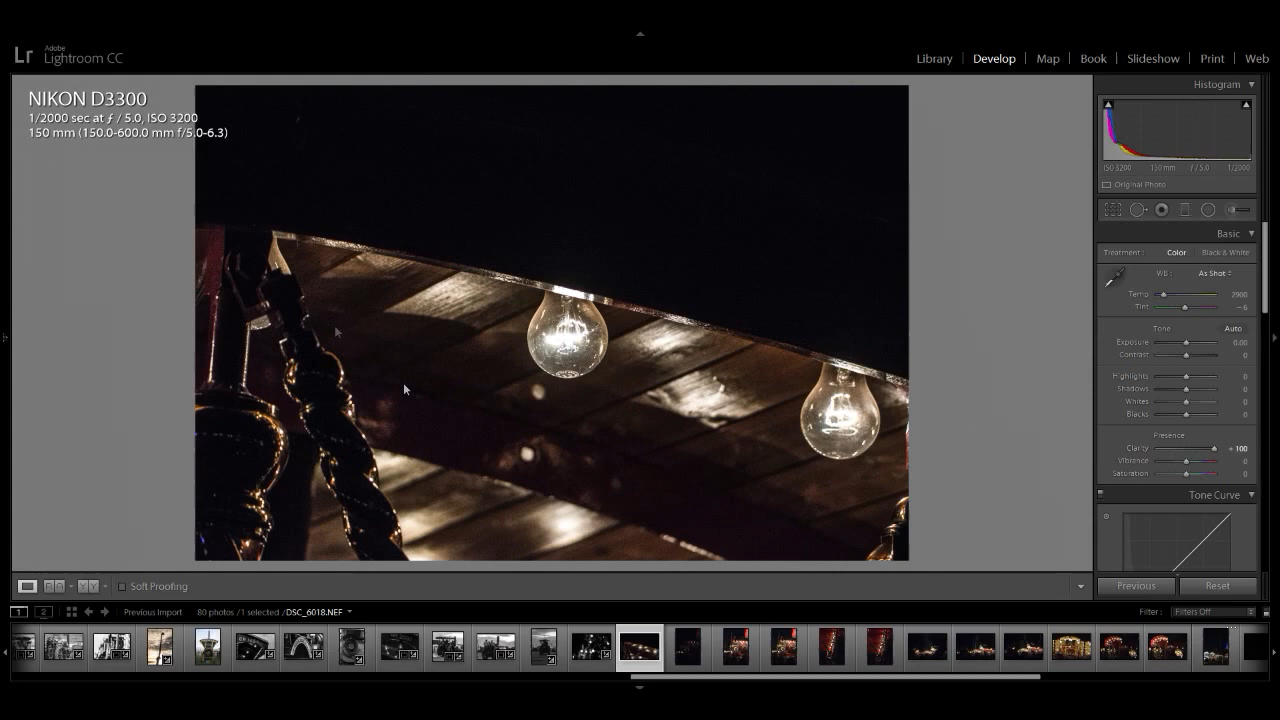 Lr Adobe Lightroom CC
Library | Develop | Map | Book | Slideshow | Print | Web
NIKON D3300
1/2000 sec at ƒ / 5.0, ISO 3200
150 mm (150.0-600.0 mm f/5.0-6.3)
Histogram
ISO 3200 150 mm ƒ / 5.0 1/2000
Original Photo
Basic
Treatment : Color Black & White
WB : As Shot
Temp 2900
Tint – 6
Tone Auto
Exposure 0.00
Contrast 0
Highlights 0
Shadows 0
Whites 0
Blacks 0
Presence
Clarity + 100
Vibrance 0
Saturation 0
Tone Curve
Soft Proofing
Previous Reset
1 2 Previous Import 80 photos / 1 selected / DSC_6018.NEF Filter : Filters Off